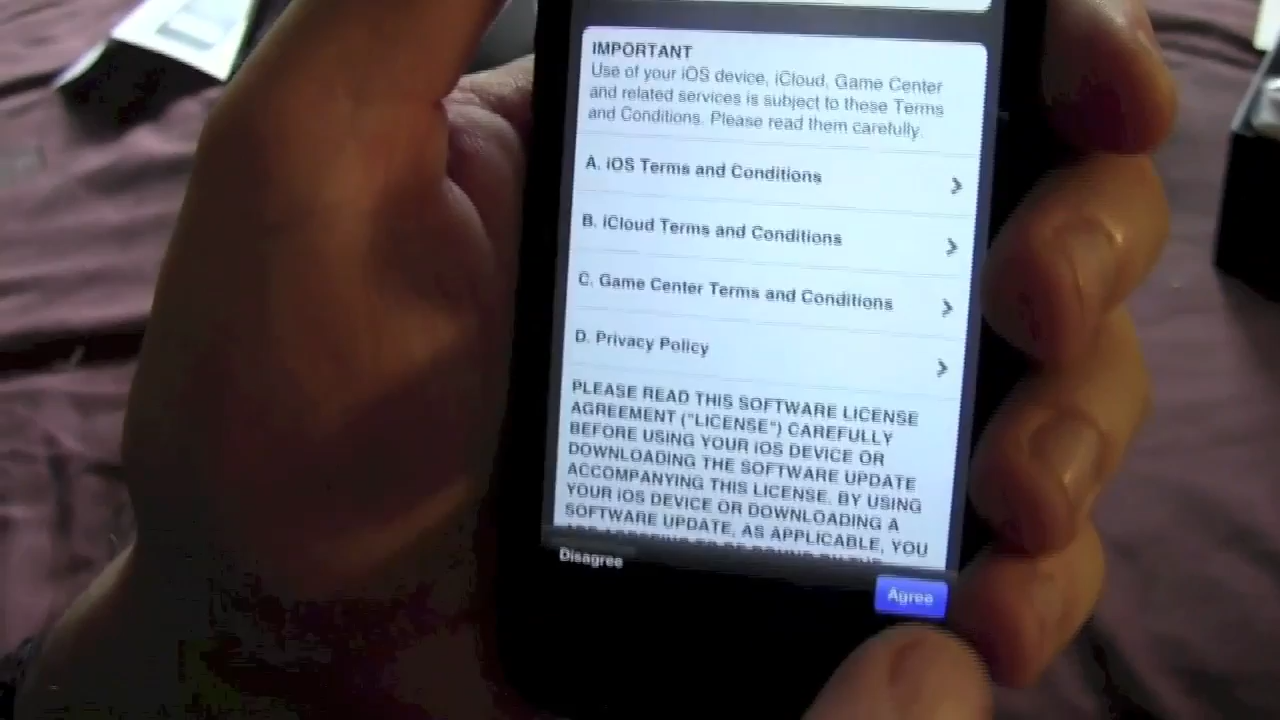 IMPORTANT
Use of your iOS device, iCloud, Game Center
and related services is subject to these Terms
and Conditions. Please read them carefully.
A. iOS Terms and Conditions
B. iCloud Terms and Conditions
C. Game Center Terms and Conditions
D. Privacy Policy
PLEASE READ THIS SOFTWARE LICENSE
AGREEMENT ("LICENSE") CAREFULLY
BEFORE USING YOUR iOS DEVICE OR
DOWNLOADING THE SOFTWARE UPDATE
ACCOMPANYING THIS LICENSE. BY USING
YOUR iOS DEVICE OR DOWNLOADING A
SOFTWARE UPDATE, AS APPLICABLE, YOU
Disagree
Agree